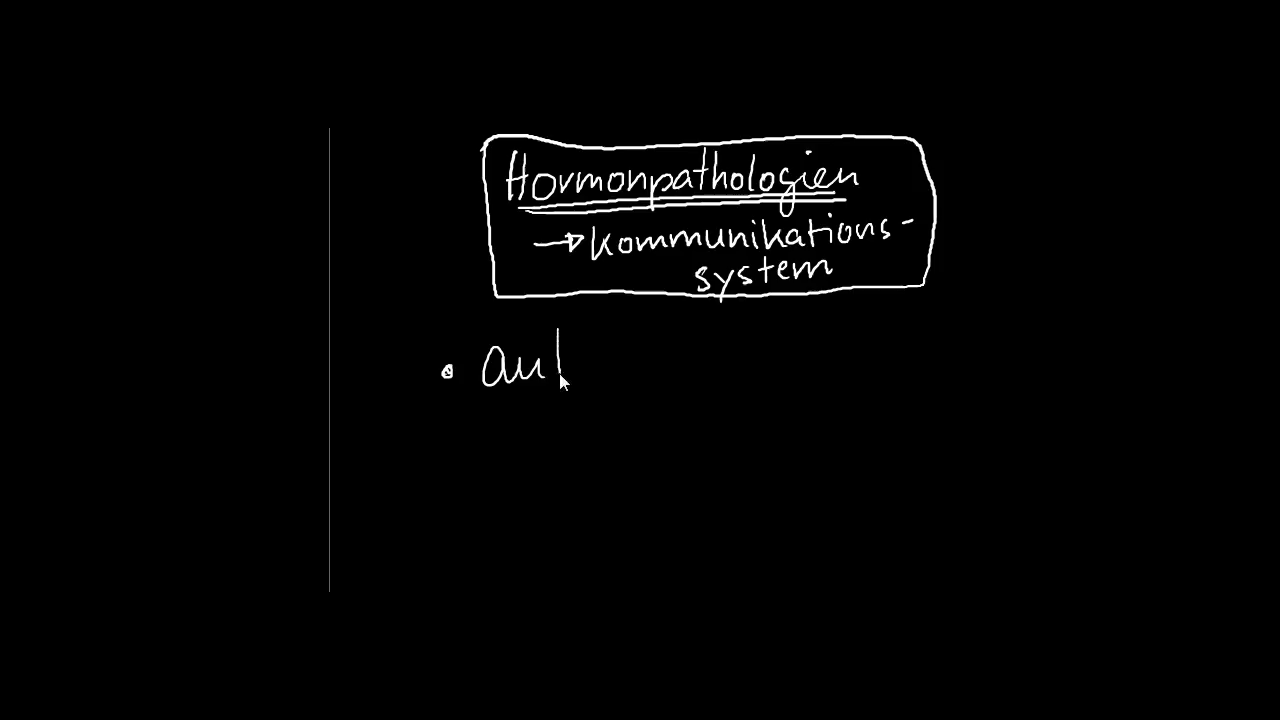 Hormonpathologien
→ kommunikations-
system
• au